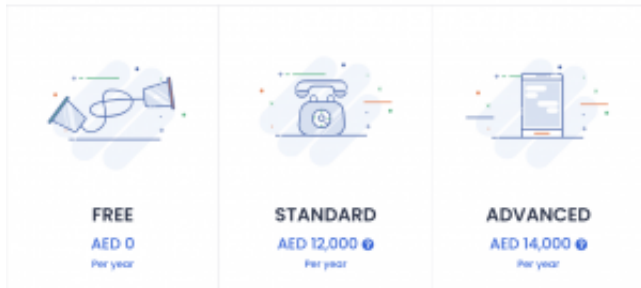 FREE
AED 0
Per year
STANDARD
AED 12,000 ?
Per year
ADVANCED
AED 14,000 ?
Per year